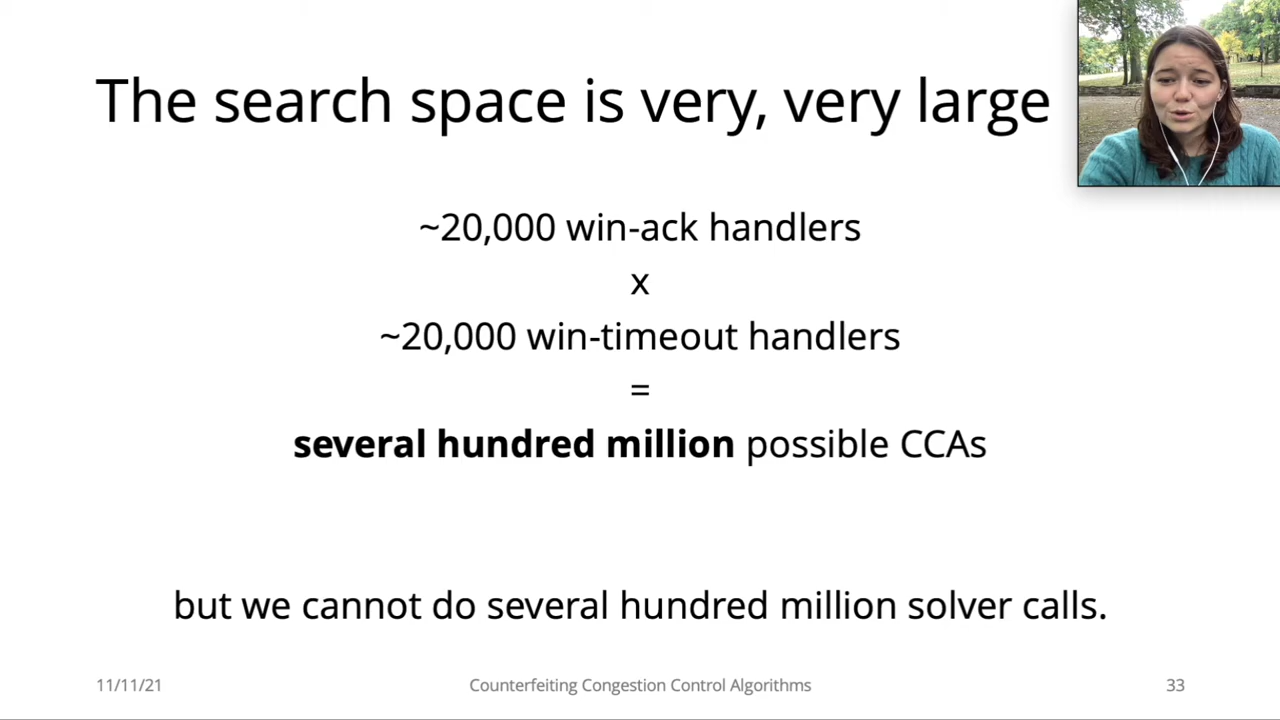 The search space is very, very large
~20,000 win-ack handlers
x
~20,000 win-timeout handlers
=
several hundred million possible CCAs
but we cannot do several hundred million solver calls.
11/11/21
Counterfeiting Congestion Control Algorithms
33